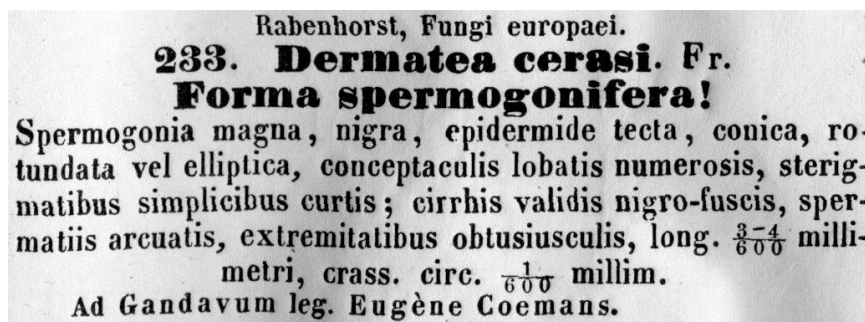 Rabenhorst, Fungi europaei.
233. Dermatea cerasi. Fr.
Forma spermogonifera!
Spermogonia magna, nigra, epidermide tecta, conica, ro-
tundata vel elliptica, conceptaculis lobatis numerosis, sterig-
matibus simplicibus curtis; cirrhis validis nigro-fuscis, sper-
matiis arcuatis, extremitatibus obtusiusculis, long. 3-4/600 milli-
metri, crass. circ. 1/600 millim.
Ad Gandavum leg. Eugène Coemans.